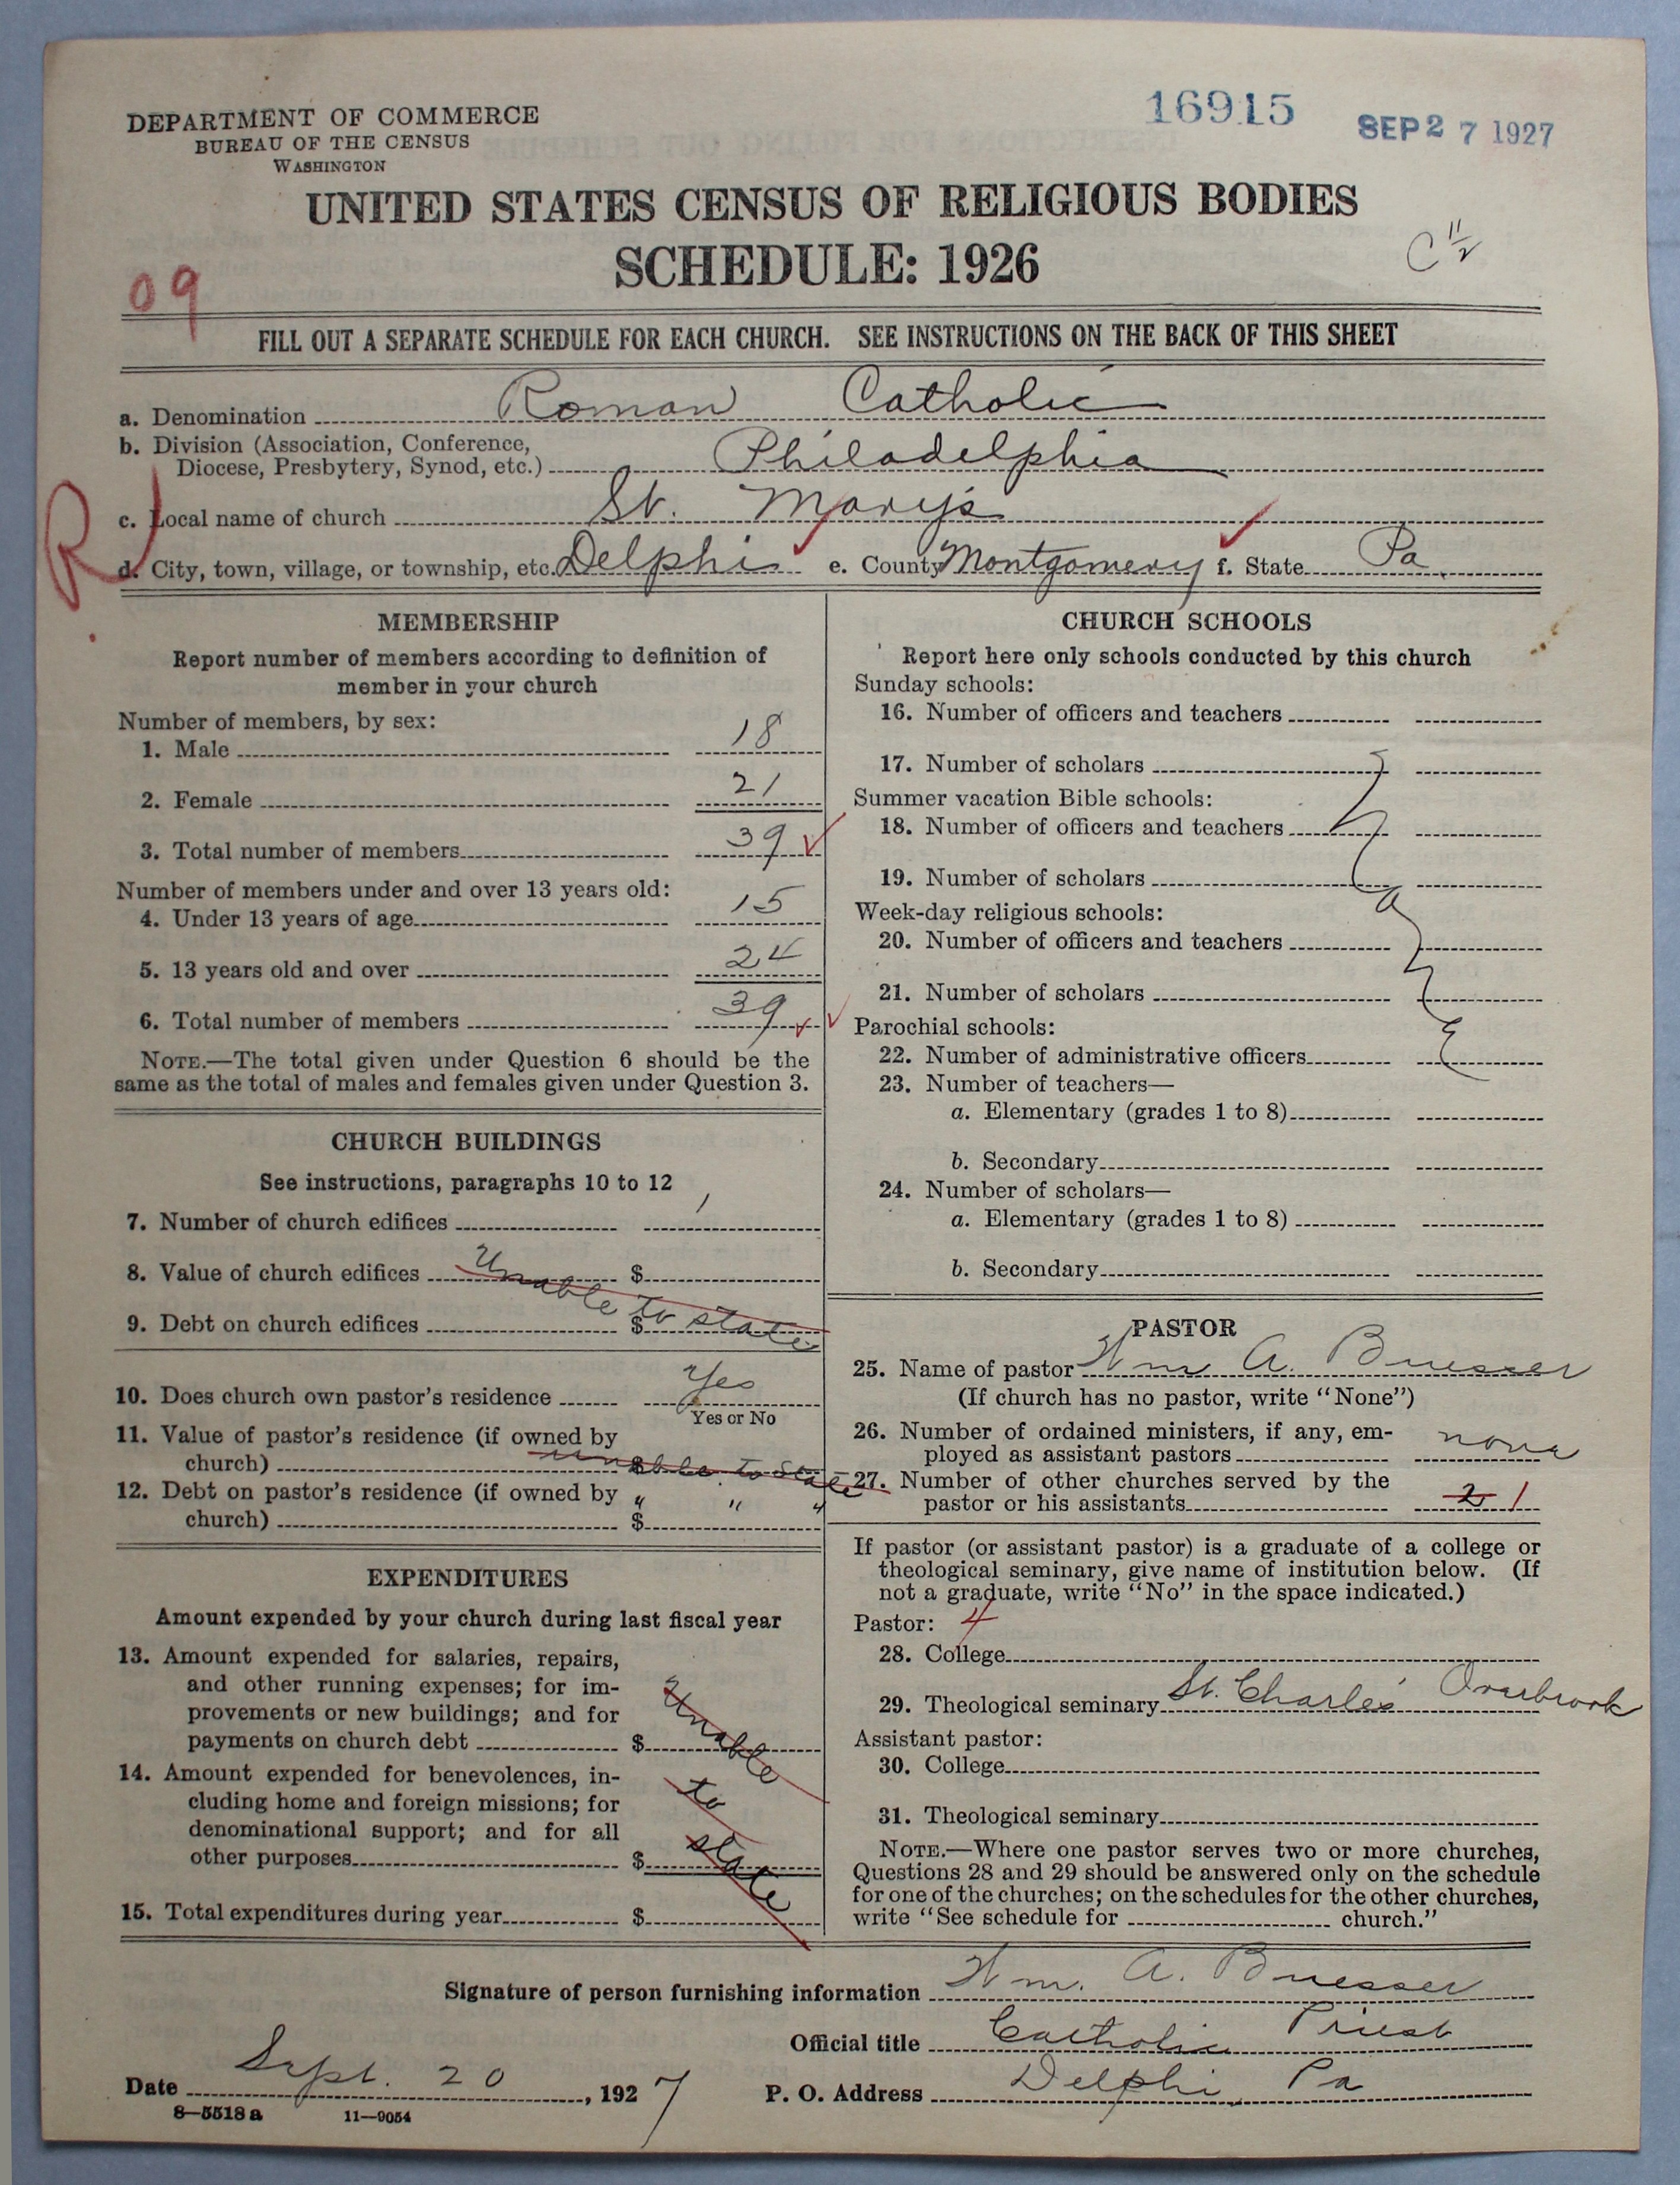 16915
SEP 27 1927
DEPARTMENT OF COMMERCE
BUREAU OF THE CENSUS
WASHINGTON
UNITED STATES CENSUS OF RELIGIOUS BODIES
SCHEDULE: 1926
09
FILL OUT A SEPARATE SCHEDULE FOR EACH CHURCH. SEE INSTRUCTIONS ON THE BACK OF THIS SHEET
a. Denomination Roman Catholic
b. Division (Association, Conference,
Diocese, Presbytery, Synod, etc.) Philadelphia
c. Local name of church St. Mary's
R
d. City, town, village, or township, etc. Delphi e. County Montgomery f. State Pa.
MEMBERSHIP
Report number of members according to definition of
member in your church
Number of members, by sex:
1. Male 18
2. Female 21
3. Total number of members 39
Number of members under and over 13 years old:
4. Under 13 years of age 15
5. 13 years old and over 24
6. Total number of members 39
NOTE.—The total given under Question 6 should be the
same as the total of males and females given under Question 3.
CHURCH BUILDINGS
See instructions, paragraphs 10 to 12
7. Number of church edifices 1
8. Value of church edifices $ Unable to state
9. Debt on church edifices $
10. Does church own pastor's residence Yes
Yes or No
11. Value of pastor's residence (if owned by
church) $ Unable to state
12. Debt on pastor's residence (if owned by " " "
church) $
EXPENDITURES
Amount expended by your church during last fiscal year
13. Amount expended for salaries, repairs,
and other running expenses; for im-
provements or new buildings; and for
payments on church debt $ Unable
14. Amount expended for benevolences, in-
cluding home and foreign missions; for to
denominational support; and for all
other purposes $ state
15. Total expenditures during year $
CHURCH SCHOOLS
Report here only schools conducted by this church
Sunday schools:
16. Number of officers and teachers
17. Number of scholars
Summer vacation Bible schools:
18. Number of officers and teachers
19. Number of scholars
Week-day religious schools:
20. Number of officers and teachers
21. Number of scholars
Parochial schools:
22. Number of administrative officers
23. Number of teachers—
a. Elementary (grades 1 to 8)
b. Secondary
24. Number of scholars—
a. Elementary (grades 1 to 8)
b. Secondary
PASTOR
25. Name of pastor Wm A. Buesser
(If church has no pastor, write "None")
26. Number of ordained ministers, if any, em-
ployed as assistant pastors none
27. Number of other churches served by the
pastor or his assistants 2 1
If pastor (or assistant pastor) is a graduate of a college or
theological seminary, give name of institution below. (If
not a graduate, write "No" in the space indicated.)
Pastor: 4
28. College
29. Theological seminary St. Charles Overbrook
Assistant pastor:
30. College
31. Theological seminary
NOTE.—Where one pastor serves two or more churches,
Questions 28 and 29 should be answered only on the schedule
for one of the churches; on the schedules for the other churches,
write "See schedule for church."
Signature of person furnishing information Wm. A. Buesser
Official title Catholic Priest
Date Sept. 20, 1927 P. O. Address Delphi, Pa
8—5518 a 11—9054